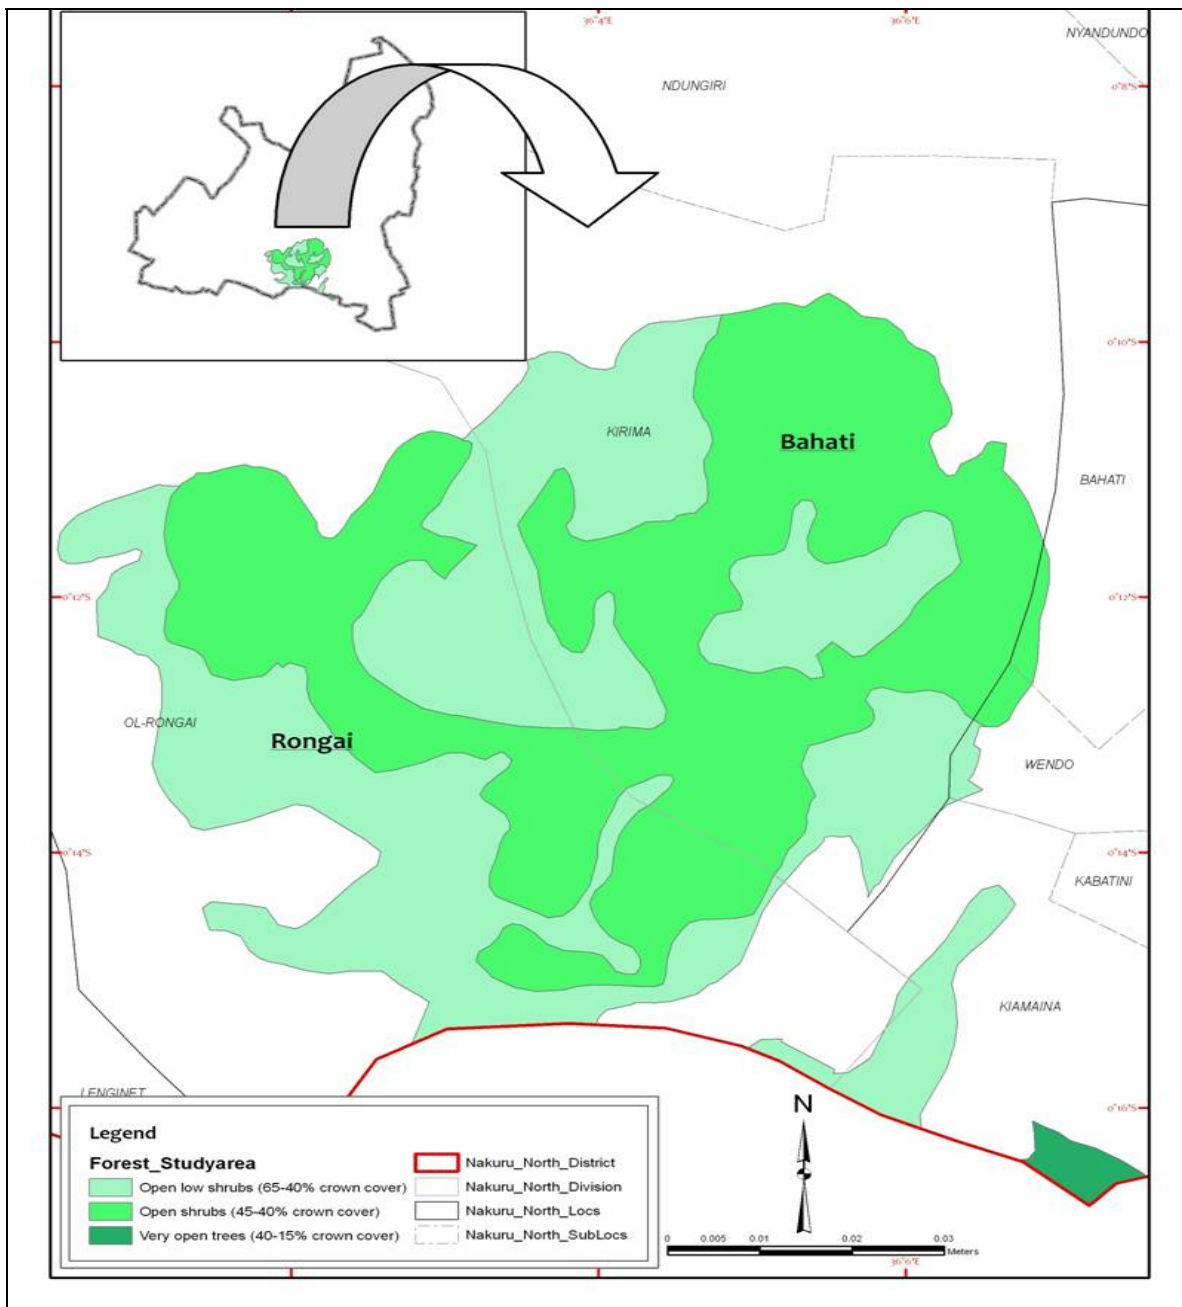 36°4'E
36°6'E
NYANDUNDO
NDUNGIRI
0°8'S
0°10'S
KIRIMA
Bahati
BAHATI
0°12'S
0°12'S
OL-RONGAI
Rongai
WENDO
0°14'S
0°14'S
KABATINI
KIAMAINA
LENGINET
0°16'S
N
Legend
Forest_Studyarea
Open low shrubs (65-40% crown cover)
Open shrubs (45-40% crown cover)
Very open trees (40-15% crown cover)
Nakuru_North_District
Nakuru_North_Division
Nakuru_North_Locs
Nakuru_North_SubLocs
0 0.005 0.01 0.02 0.03
Meters
36°6'E